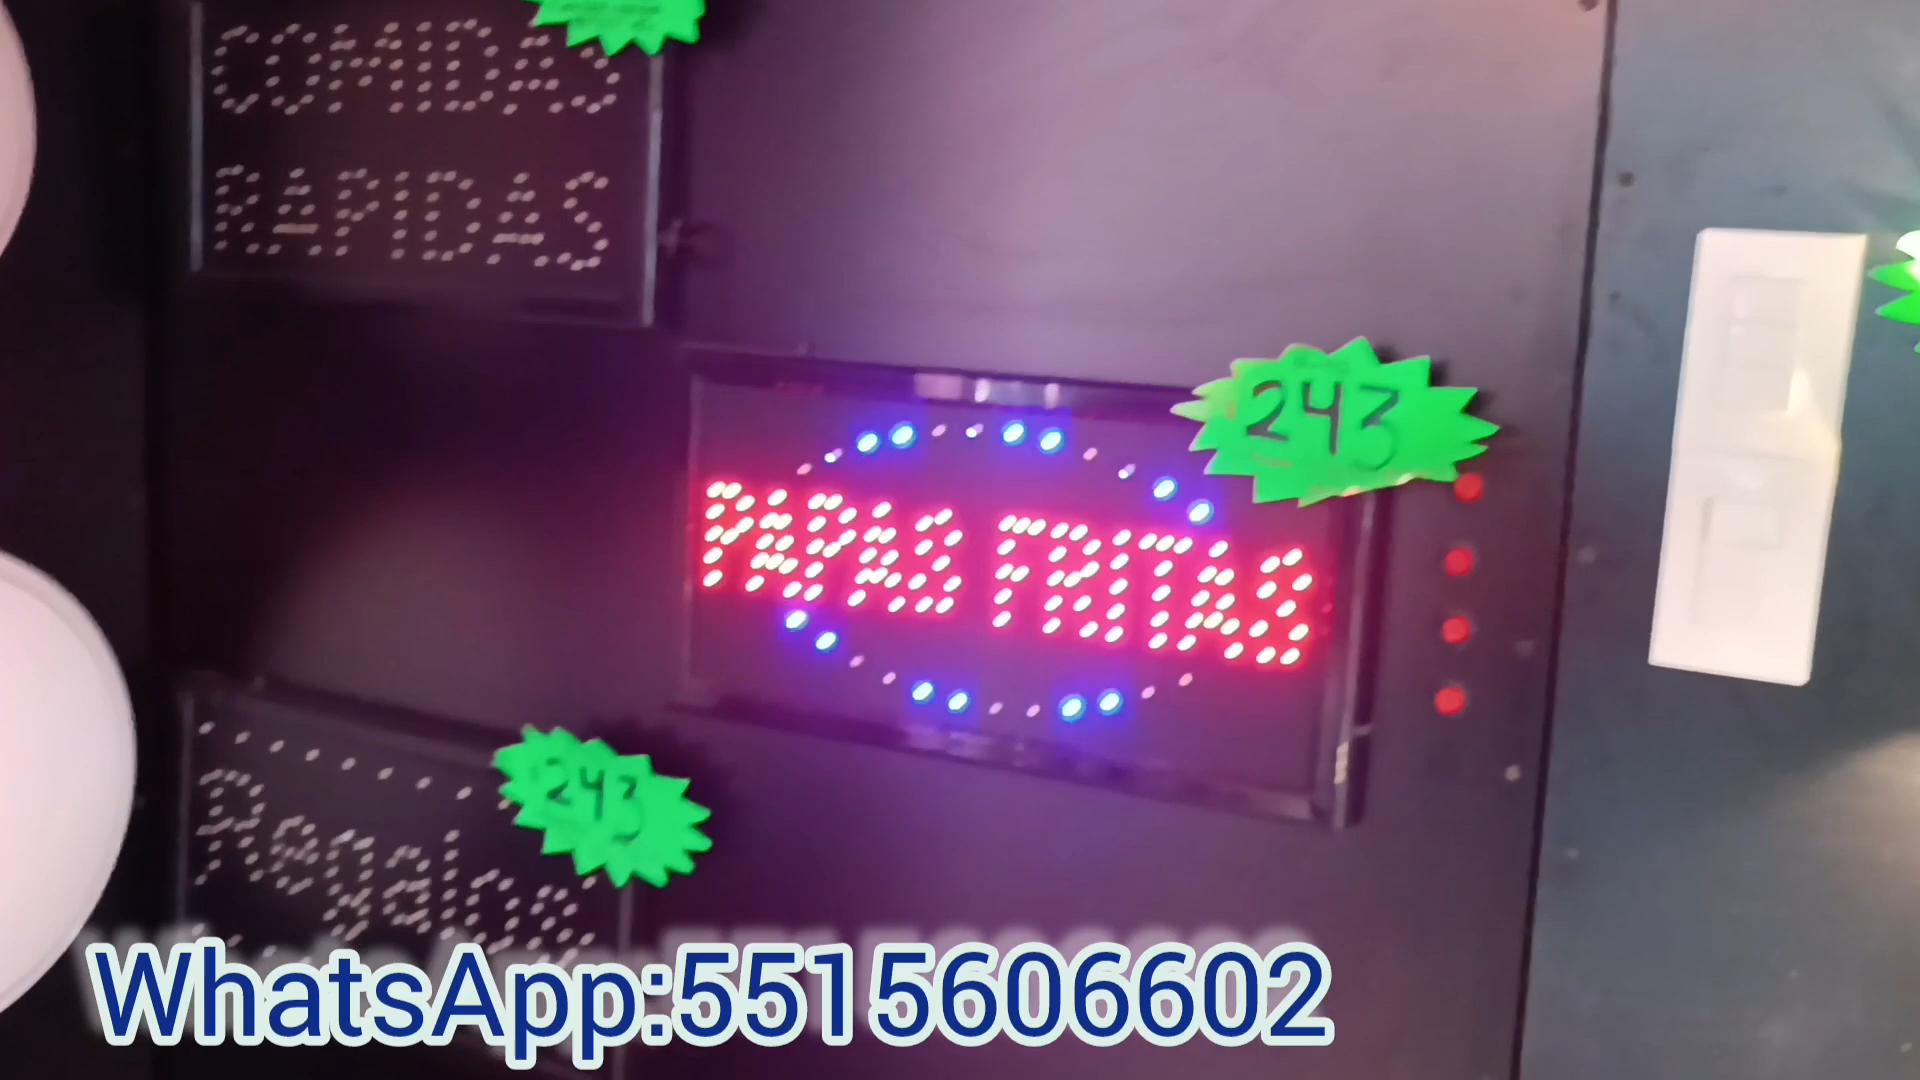 COMIDAS
RAPIDAS
243
PAPAS FRITAS
243
Regalos
WhatsApp:5515606602